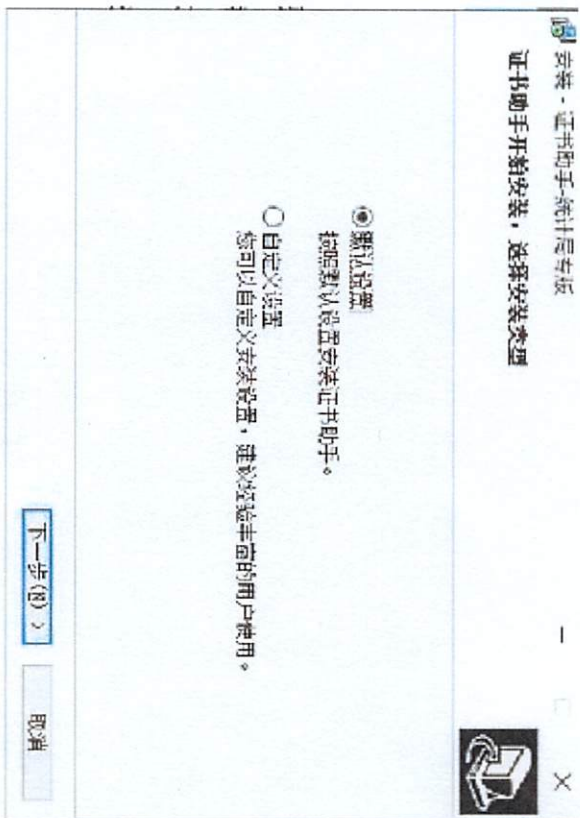 安装 - 证书助手-统计局专版
证书助手开始安装，选择安装类型
默认设置
按照默认设置安装证书助手。
自定义设置
您可以自定义安装设置，建议经验丰富的用户使用。
下一步(N) >
取消